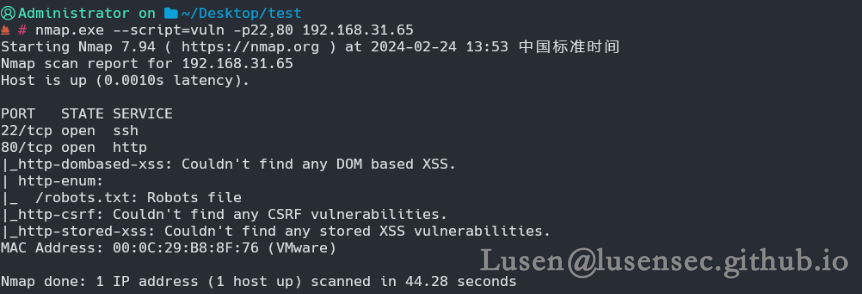 Administrator on ~/Desktop/test
# nmap.exe --script=vuln -p22,80 192.168.31.65
Starting Nmap 7.94 ( https://nmap.org ) at 2024-02-24 13:53 中国标准时间
Nmap scan report for 192.168.31.65
Host is up (0.0010s latency).
PORT   STATE SERVICE
22/tcp open  ssh
80/tcp open  http
|_http-dombased-xss: Couldn't find any DOM based XSS.
| http-enum:
|_  /robots.txt: Robots file
|_http-csrf: Couldn't find any CSRF vulnerabilities.
|_http-stored-xss: Couldn't find any stored XSS vulnerabilities.
MAC Address: 00:0C:29:B8:8F:76 (VMware)
Lusen@lusensec.github.io
Nmap done: 1 IP address (1 host up) scanned in 44.28 seconds